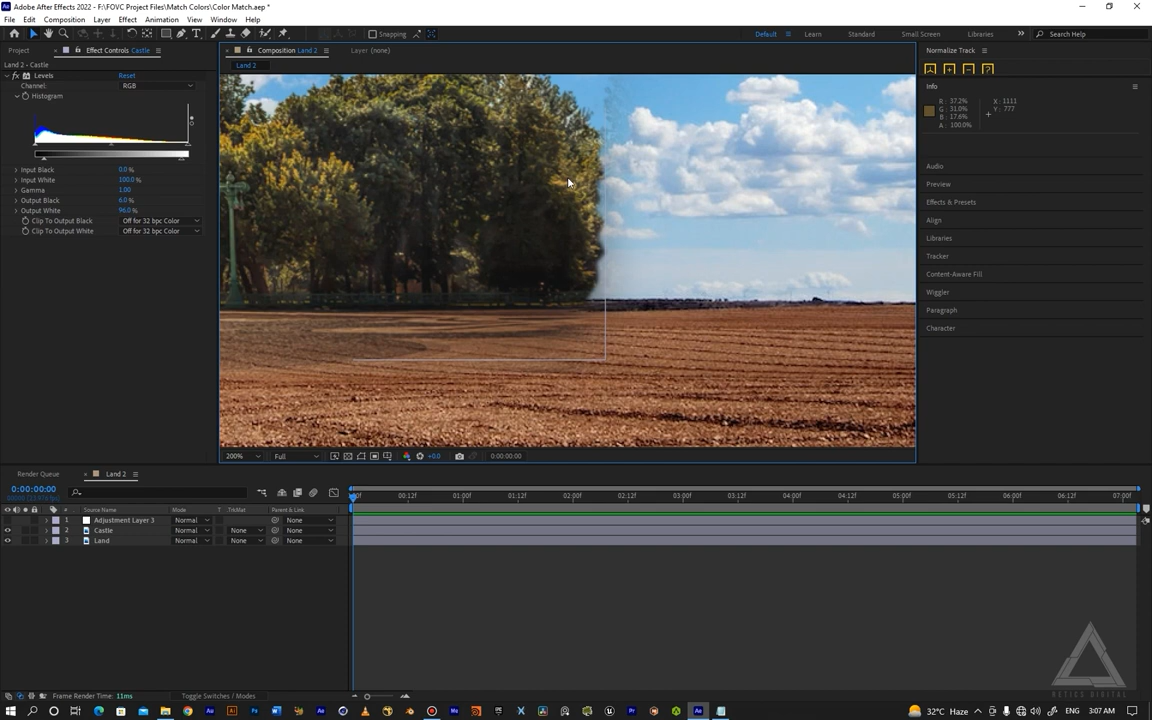 Adobe After Effects 2022 - F:\FOVC Project Files\Match Colors\Color Match.aep *
File Edit Composition Layer Effect Animation View Window Help
Snapping
Default Learn Standard Small Screen Libraries Search Help
Project Effect Controls Castle
Composition Land 2
Layer (none)
Normalize Track
Land 2 - Castle
Land 2
fx Levels Reset
Channel: RGB
Histogram
Input Black 0.0 %
Input White 100.0 %
Gamma 1.00
Output Black 6.0 %
Output White 96.0 %
Clip To Output Black Off for 32 bpc Color
Clip To Output White Off for 32 bpc Color
Info
R: 37.2% X: 1111
G: 31.0% Y: 777
B: 17.6%
A: 100.0%
Audio
Preview
Effects & Presets
Align
Libraries
Tracker
Content-Aware Fill
Wiggler
Paragraph
Character
200% Full +0.0 0:00:00:00
Render Queue Land 2
0:00:00:00
00:12f 01:00f 01:12f 02:00f 02:12f 03:00f 03:12f 04:00f 04:12f 05:00f 05:12f 06:00f 06:12f 07:00f
# Source Name Mode T .TrkMat Parent & Link
1 Adjustment Layer 3 Normal None
2 Castle Normal None None
3 Land Normal None None
Frame Render Time: 11ms Toggle Switches / Modes
RETICS DIGITAL
32°C Haze ENG 3:07 AM